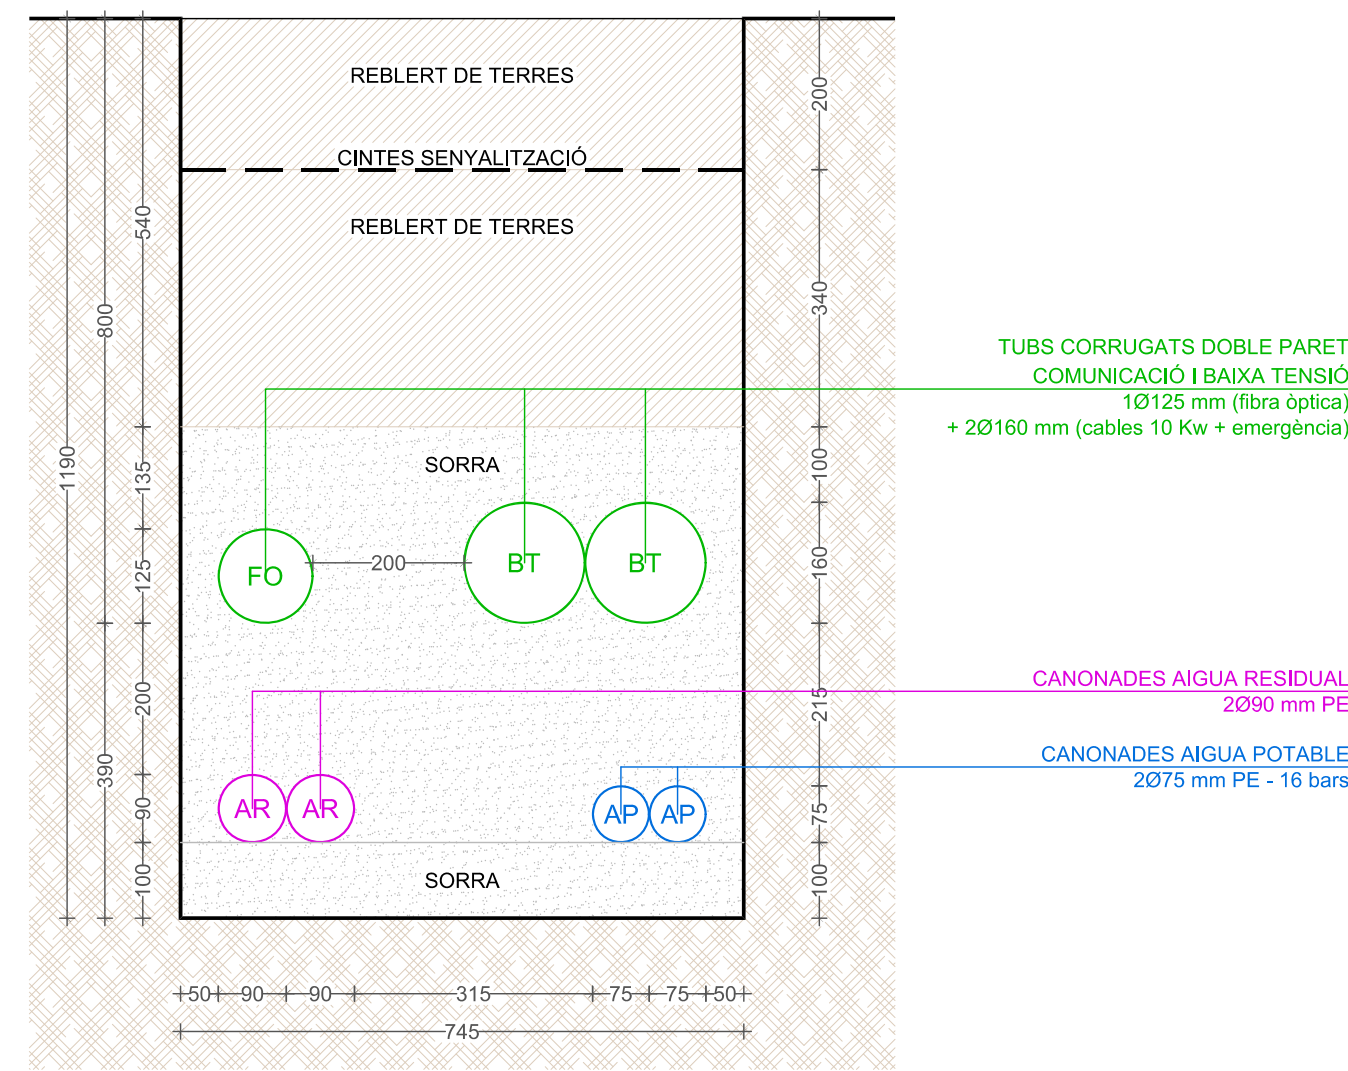 REBLERT DE TERRES
CINTES SENYALITZACIÓ
REBLERT DE TERRES
SORRA
FO
200
BT
BT
AR
AR
AP
AP
SORRA
1190
800
390
540
135
125
200
90
100
200
340
100
160
215
75
100
50
90
90
315
75
75
50
745
TUBS CORRUGATS DOBLE PARET
COMUNICACIÓ I BAIXA TENSIÓ
1Ø125 mm (fibra òptica)
+ 2Ø160 mm (cables 10 Kw + emergència)
CANONADES AIGUA RESIDUAL
2Ø90 mm PE
CANONADES AIGUA POTABLE
2Ø75 mm PE - 16 bars